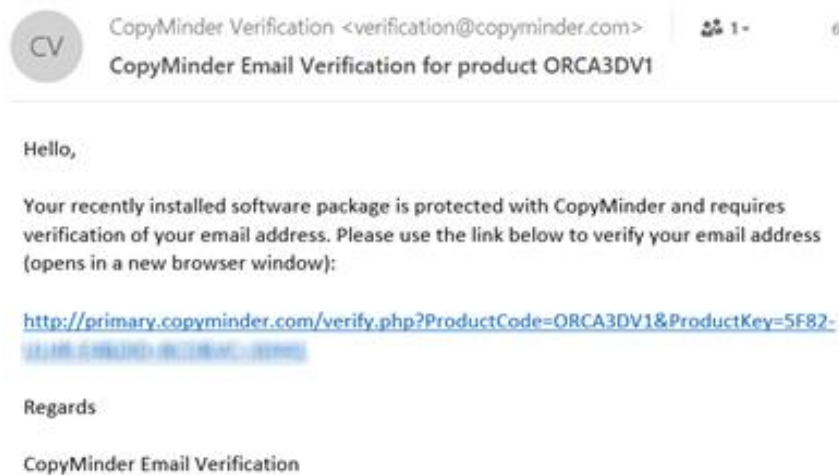 CV
CopyMinder Verification <verification@copyminder.com>
1
CopyMinder Email Verification for product ORCA3DV1
Hello,
Your recently installed software package is protected with CopyMinder and requires
verification of your email address. Please use the link below to verify your email address
(opens in a new browser window):
http://primary.copyminder.com/verify.php?ProductCode=ORCA3DV1&ProductKey=5F82-
Regards
CopyMinder Email Verification